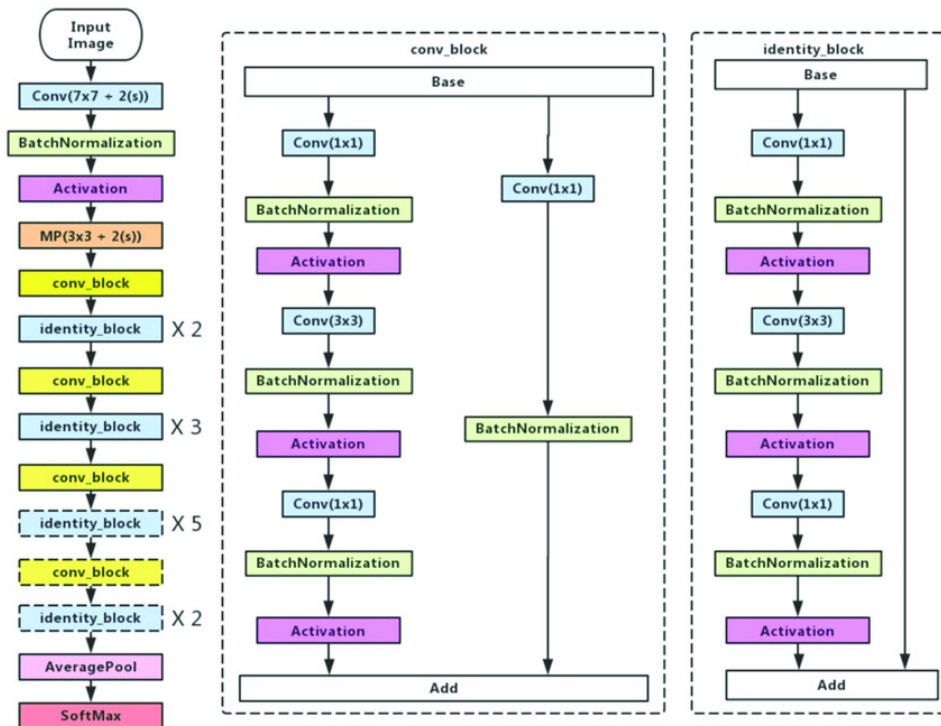 Input
Image
Conv(7x7 + 2(s))
BatchNormalization
Activation
MP(3x3 + 2(s))
conv_block
identity_block X 2
conv_block
identity_block X 3
conv_block
identity_block X 5
conv_block
identity_block X 2
AveragePool
SoftMax
conv_block
Base
Conv(1x1)
BatchNormalization
Activation
Conv(3x3)
BatchNormalization
Activation
Conv(1x1)
BatchNormalization
Activation
Conv(1x1)
BatchNormalization
Add
identity_block
Base
Conv(1x1)
BatchNormalization
Activation
Conv(3x3)
BatchNormalization
Activation
Conv(1x1)
BatchNormalization
Activation
Add